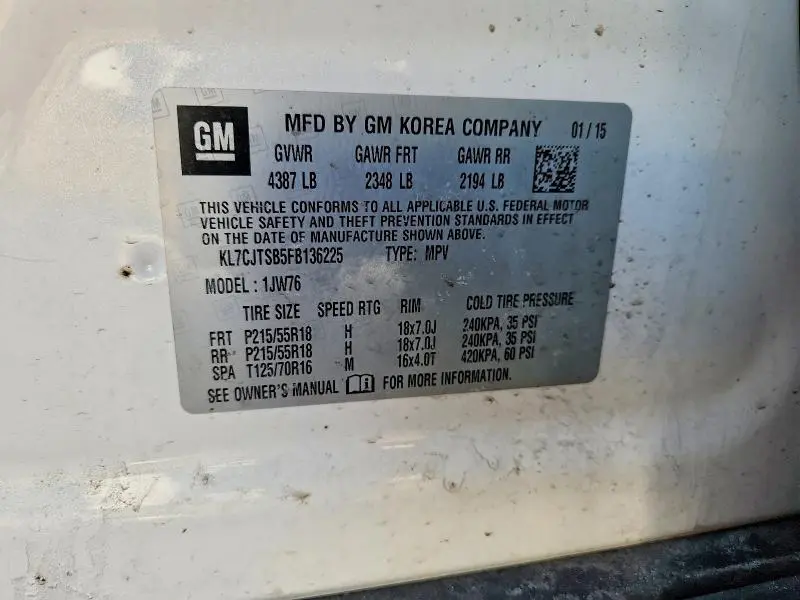 GM MFD BY GM KOREA COMPANY 01/15
GVWR GAWR FRT GAWR RR
4387 LB 2348 LB 2194 LB
THIS VEHICLE CONFORMS TO ALL APPLICABLE U.S. FEDERAL MOTOR
VEHICLE SAFETY AND THEFT PREVENTION STANDARDS IN EFFECT
ON THE DATE OF MANUFACTURE SHOWN ABOVE.
KL7CJTSB5FB136225 TYPE: MPV
MODEL : 1JW76
TIRE SIZE SPEED RTG RIM COLD TIRE PRESSURE
FRT P215/55R18 H 18x7.0J 240KPA, 35 PSI
RR P215/55R18 H 18x7.0J 240KPA, 35 PSI
SPA T125/70R16 M 16x4.0T 420KPA, 60 PSI
SEE OWNER'S MANUAL FOR MORE INFORMATION.